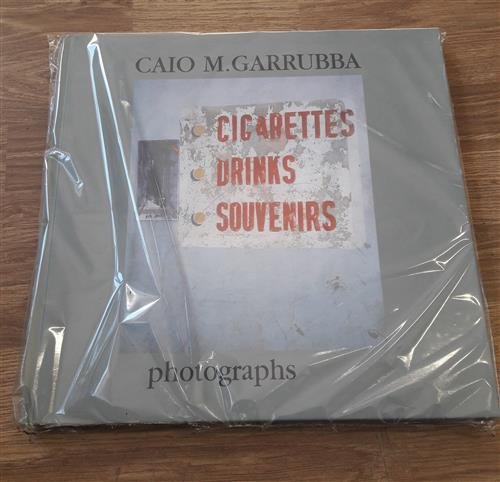 CAIO M.GARRUBBA
CIGARETTES
DRINKS
SOUVENIRS
photographs